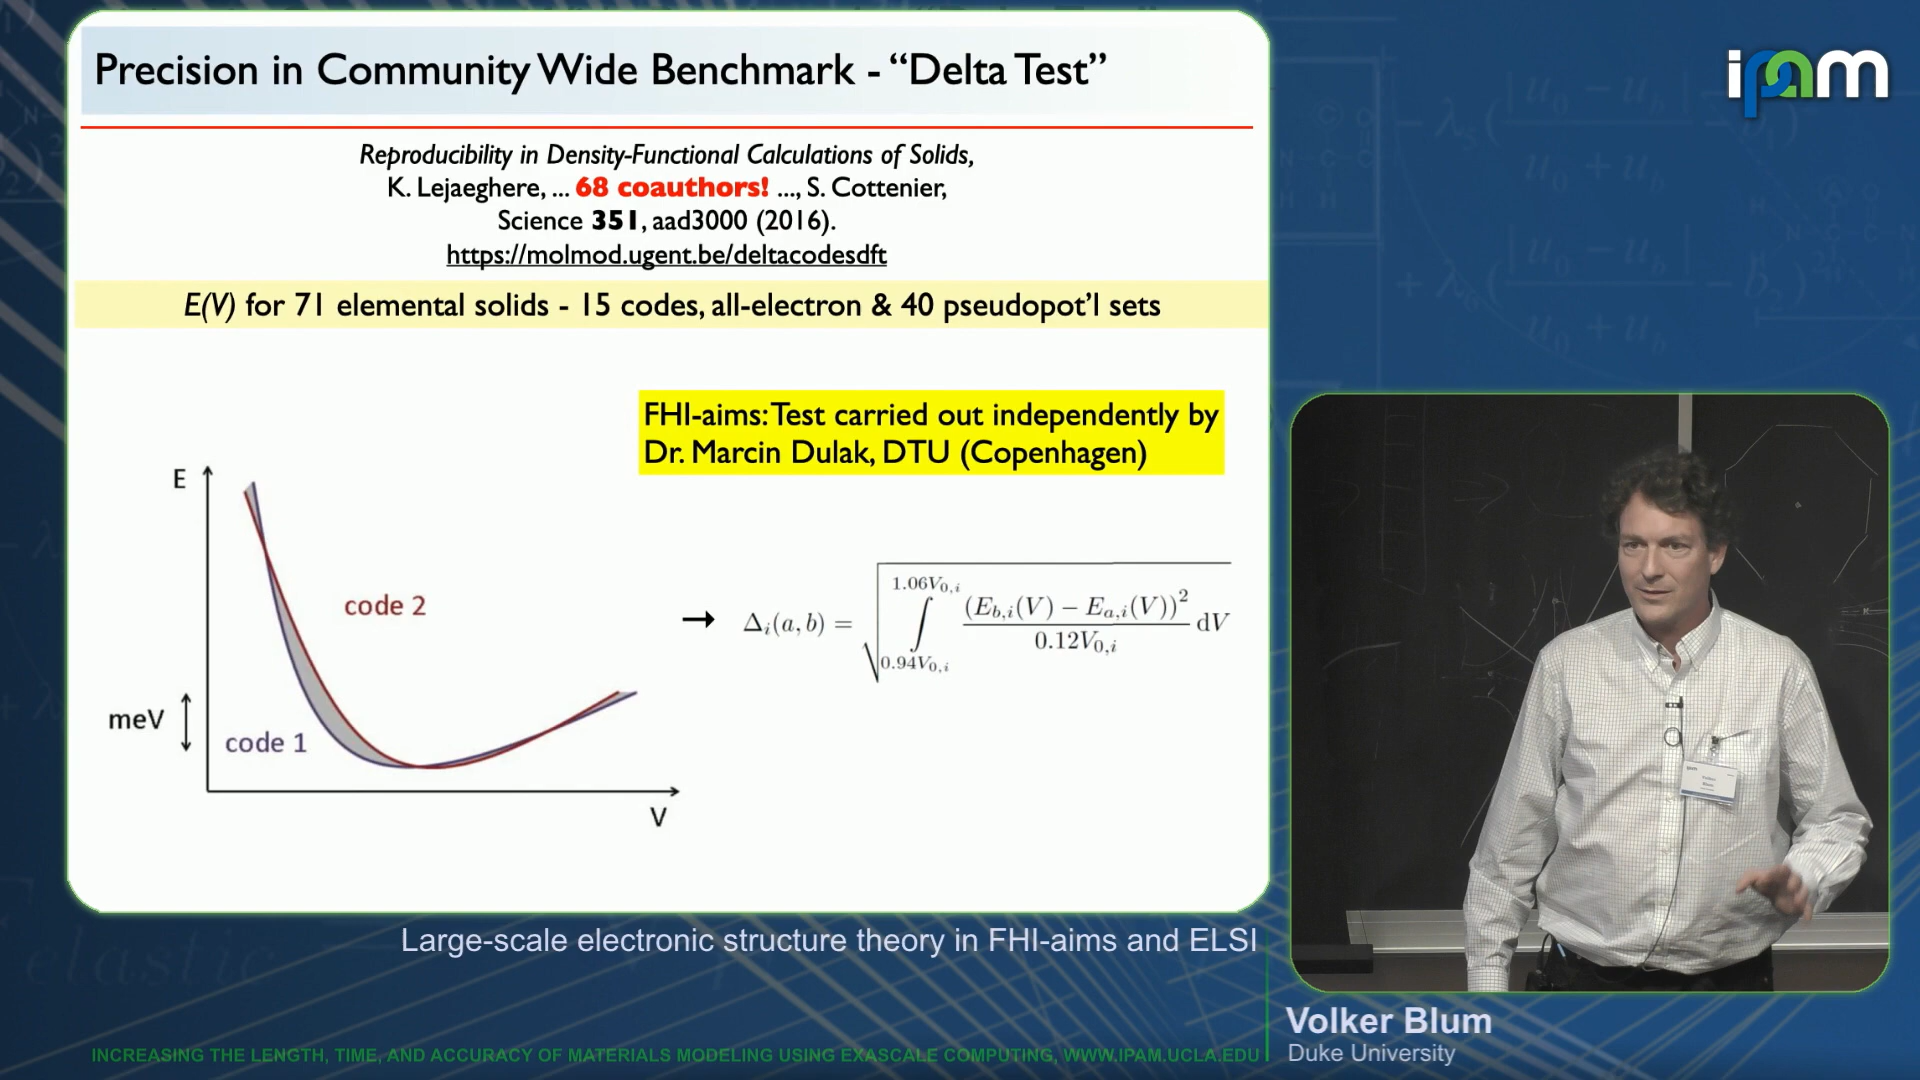 Precision in Community Wide Benchmark - “Delta Test”
Reproducibility in Density-Functional Calculations of Solids,
K. Lejaeghere, ... 68 coauthors! ..., S. Cottenier,
Science 351, aad3000 (2016).
https://molmod.ugent.be/deltacodesdft
E(V) for 71 elemental solids - 15 codes, all-electron & 40 pseudopot’l sets
FHI-aims: Test carried out independently by
Dr. Marcin Dulak, DTU (Copenhagen)
E
code 2
meV
code 1
V
→ Δi(a, b) = √∫ 0.94V0,i 1.06V0,i (Eb,i(V) − Ea,i(V))² / 0.12V0,i dV
ipam
Large-scale electronic structure theory in FHI-aims and ELSI
Volker Blum
Duke University
INCREASING THE LENGTH, TIME, AND ACCURACY OF MATERIALS MODELING USING EXASCALE COMPUTING, WWW.IPAM.UCLA.EDU